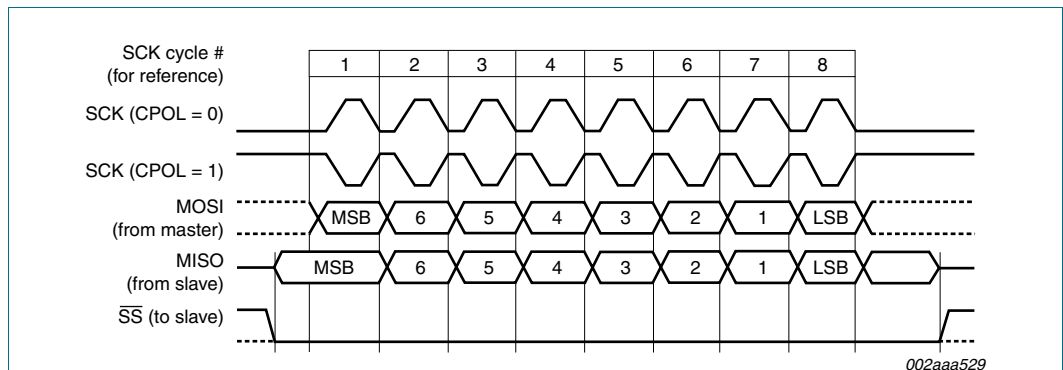 SCK cycle #
(for reference)
1 2 3 4 5 6 7 8
SCK (CPOL = 0)
SCK (CPOL = 1)
MOSI
(from master)
MSB 6 5 4 3 2 1 LSB
MISO
(from slave)
MSB 6 5 4 3 2 1 LSB
SS (to slave)
002aaa529